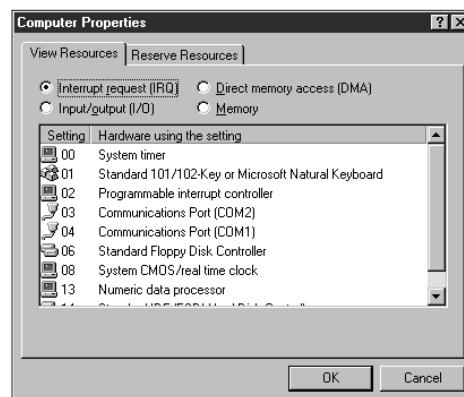 Computer Properties
View Resources Reserve Resources
Interrupt request (IRQ) Direct memory access (DMA)
Input/output (I/O) Memory
Setting Hardware using the setting
00 System timer
01 Standard 101/102-Key or Microsoft Natural Keyboard
02 Programmable interrupt controller
03 Communications Port (COM2)
04 Communications Port (COM1)
06 Standard Floppy Disk Controller
08 System CMOS/real time clock
13 Numeric data processor
OK Cancel